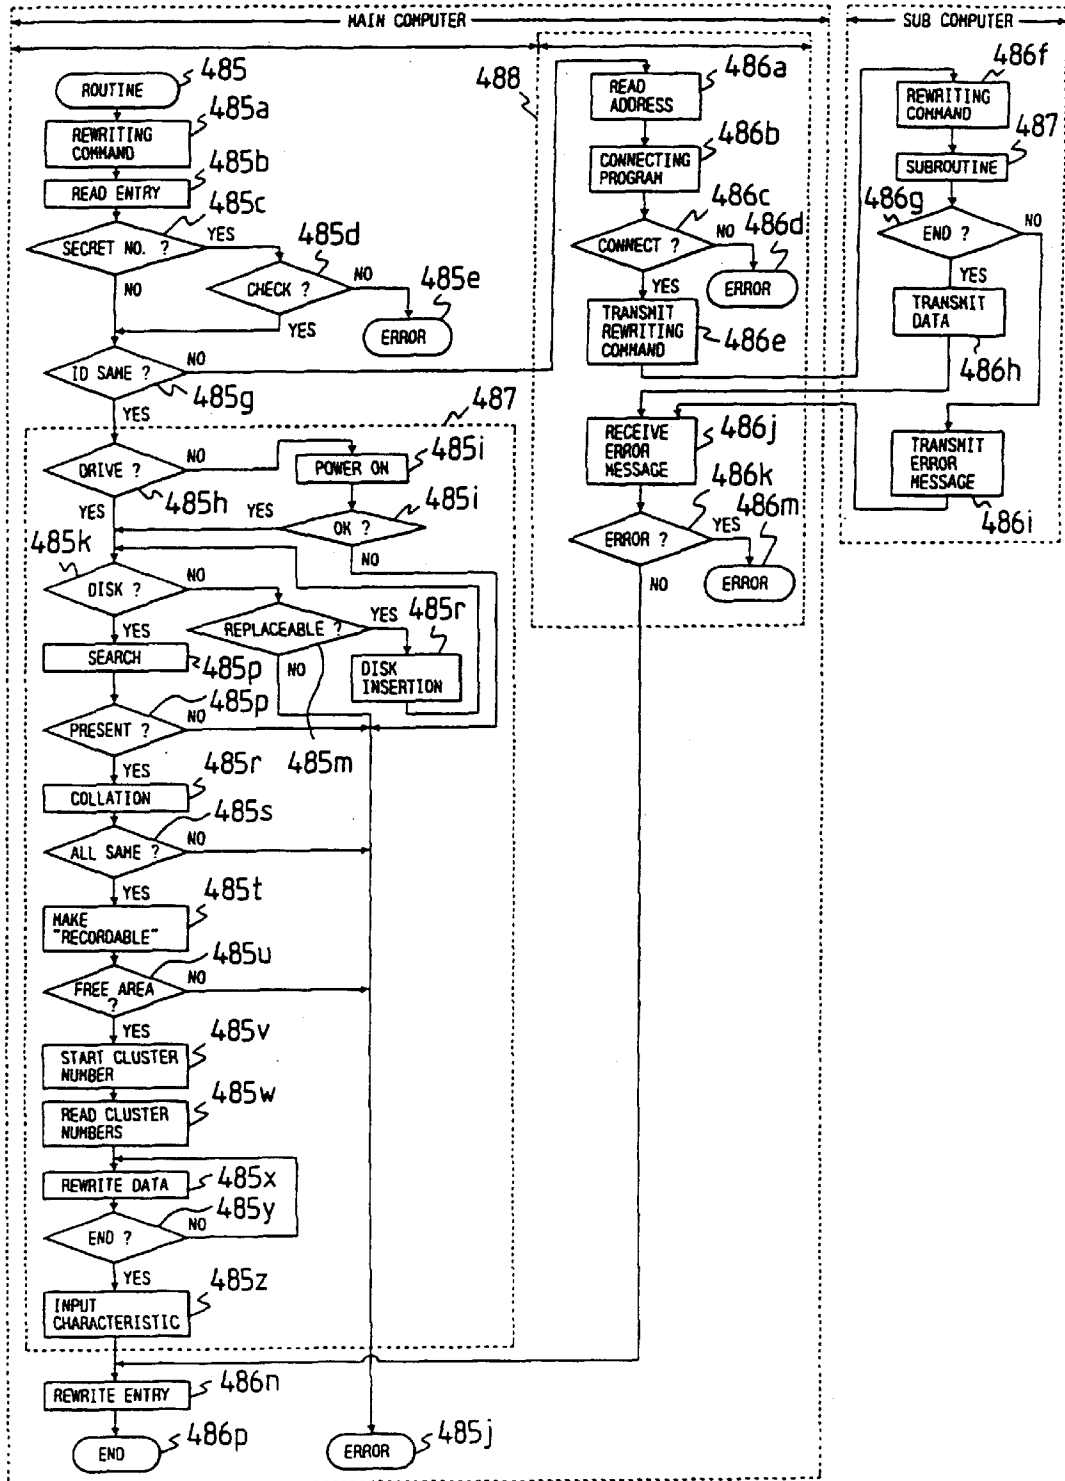 MAIN COMPUTER
SUB COMPUTER
ROUTINE
485
REWRITING
COMMAND
485a
READ ENTRY
485b
SECRET NO. ?
485c
YES
NO
CHECK ?
485d
NO
YES
ERROR
485e
ID SAME ?
485g
NO
YES
487
DRIVE ?
485h
NO
YES
POWER ON
485i
OK ?
485i
YES
NO
485k
DISK ?
NO
YES
REPLACEABLE ?
485m
YES
NO
485r
DISK
INSERTION
SEARCH
485p
PRESENT ?
485p
NO
YES
COLLATION
485r
ALL SAME ?
485s
NO
YES
MAKE
"RECORDABLE"
485t
FREE AREA
?
485u
NO
YES
START CLUSTER
NUMBER
485v
READ CLUSTER
NUMBERS
485w
REWRITE DATA
485x
END ?
485y
NO
YES
INPUT
CHARACTERISTIC
485z
REWRITE ENTRY
486n
END
486p
ERROR
485j
488
READ
ADDRESS
486a
CONNECTING
PROGRAM
486b
CONNECT ?
486c
NO
486d
ERROR
YES
TRANSMIT
REWRITING
COMMAND
486e
RECEIVE
ERROR
MESSAGE
486j
ERROR ?
486k
YES
486m
ERROR
NO
486f
REWRITING
COMMAND
487
SUBROUTINE
486g
END ?
NO
YES
TRANSMIT
DATA
486h
TRANSMIT
ERROR
MESSAGE
486i